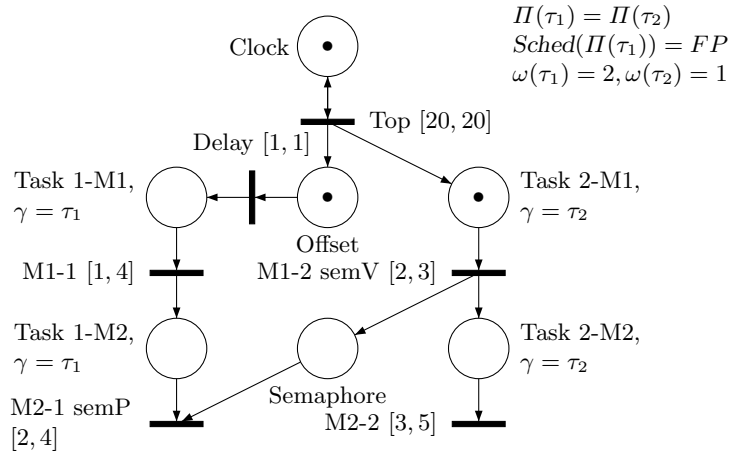 Π(τ₁) = Π(τ₂)
Clock
Sched(Π(τ₁)) = FP
ω(τ₁) = 2, ω(τ₂) = 1
Top [20, 20]
Delay [1, 1]
Task 1-M1,
γ = τ₁
Task 2-M1,
γ = τ₂
Offset
M1-1 [1, 4]
M1-2 semV [2, 3]
Task 1-M2,
γ = τ₁
Task 2-M2,
γ = τ₂
Semaphore
M2-1 semP
[2, 4]
M2-2 [3, 5]